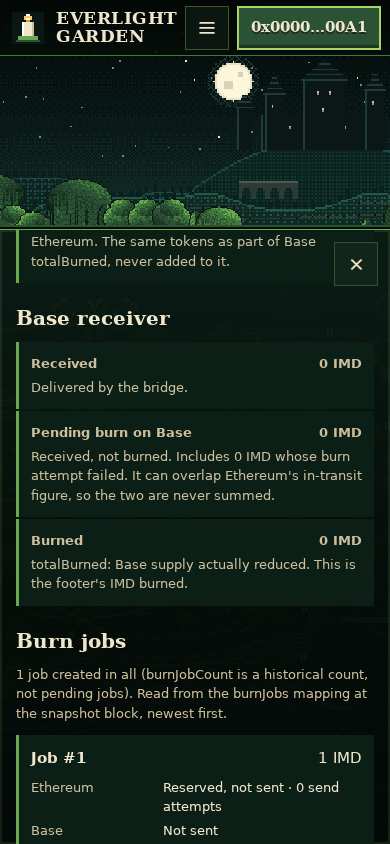 EVERLIGHT
GARDEN
0x0000...00A1
Ethereum. The same tokens as part of Base
totalBurned, never added to it.
Base receiver
Received 0 IMD
Delivered by the bridge.
Pending burn on Base 0 IMD
Received, not burned. Includes 0 IMD whose burn
attempt failed. It can overlap Ethereum's in-transit
figure, so the two are never summed.
Burned 0 IMD
totalBurned: Base supply actually reduced. This is
the footer's IMD burned.
Burn jobs
1 job created in all (burnJobCount is a historical count,
not pending jobs). Read from the burnJobs mapping at
the snapshot block, newest first.
Job #1 1 IMD
Ethereum Reserved, not sent · 0 send
attempts
Base Not sent